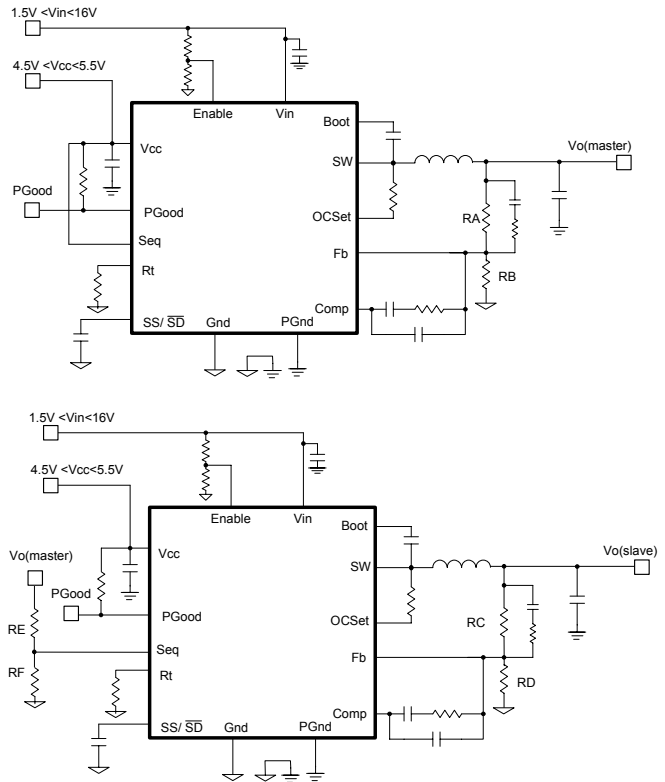 1.5V <Vin<16V
4.5V <Vcc<5.5V
Enable Vin
Boot
Vcc
SW
Vo(master)
PGood
PGood
OCSet
RA
Seq
Fb
Rt
RB
Comp
SS/ SD Gnd PGnd
1.5V <Vin<16V
4.5V <Vcc<5.5V
Enable Vin
Boot
Vo(master)
Vcc
SW
Vo(slave)
PGood
PGood
RE
OCSet
RC
Seq
Fb
RF
Rt
RD
Comp
SS/ SD Gnd PGnd